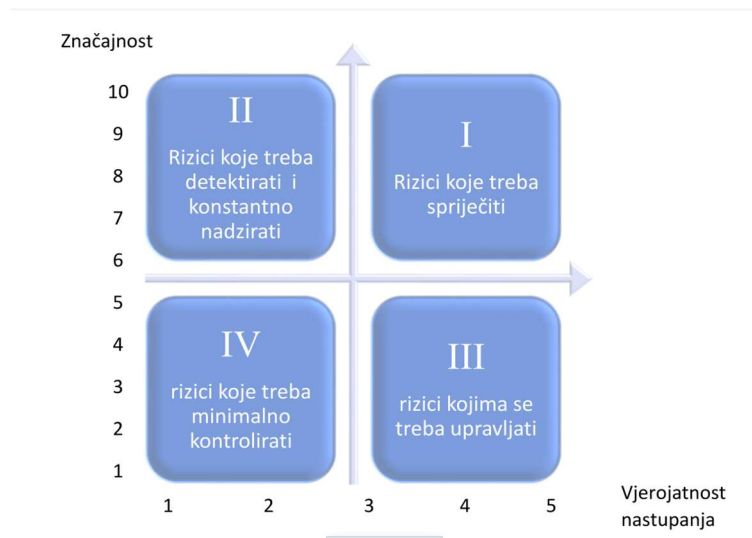 Značajnost
10
9
8
7
6
5
4
3
2
1
II
Rizici koje treba
detektirati i
konstantno
nadzirati
I
Rizici koje treba
spriječiti
IV
rizici koje treba
minimalno
kontrolirati
III
rizici kojima se
treba upravljati
1 2 3 4 5
Vjerojatnost
nastupanja